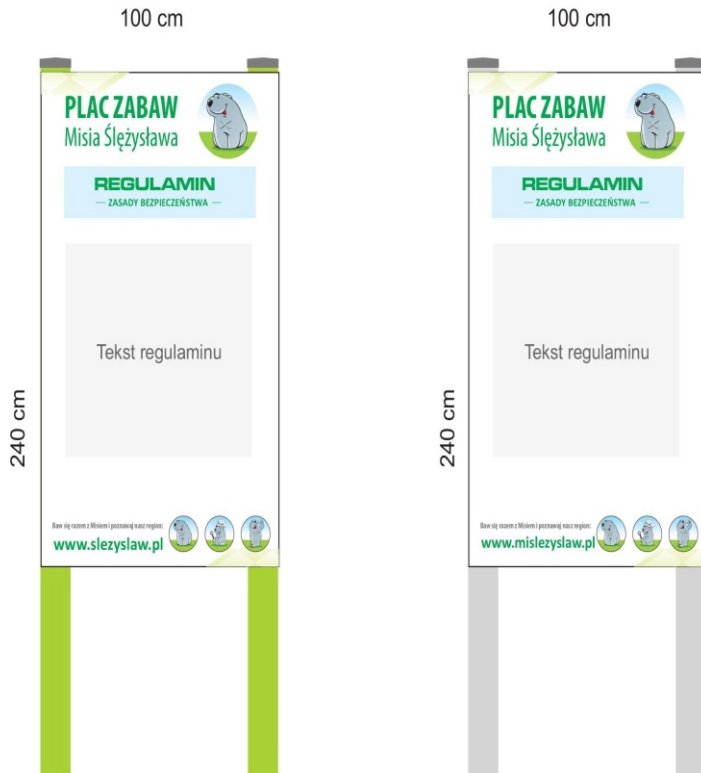 100 cm
PLAC ZABAW
Misia Ślężysława
REGULAMIN
— ZASADY BEZPIECZEŃSTWA —
Tekst regulaminu
240 cm
Baw się razem z Misiem i poznawaj nasz region:
www.slezyslaw.pl
100 cm
PLAC ZABAW
Misia Ślężysława
REGULAMIN
— ZASADY BEZPIECZEŃSTWA —
Tekst regulaminu
240 cm
Baw się razem z Misiem i poznawaj nasz region:
www.mislezyslaw.pl